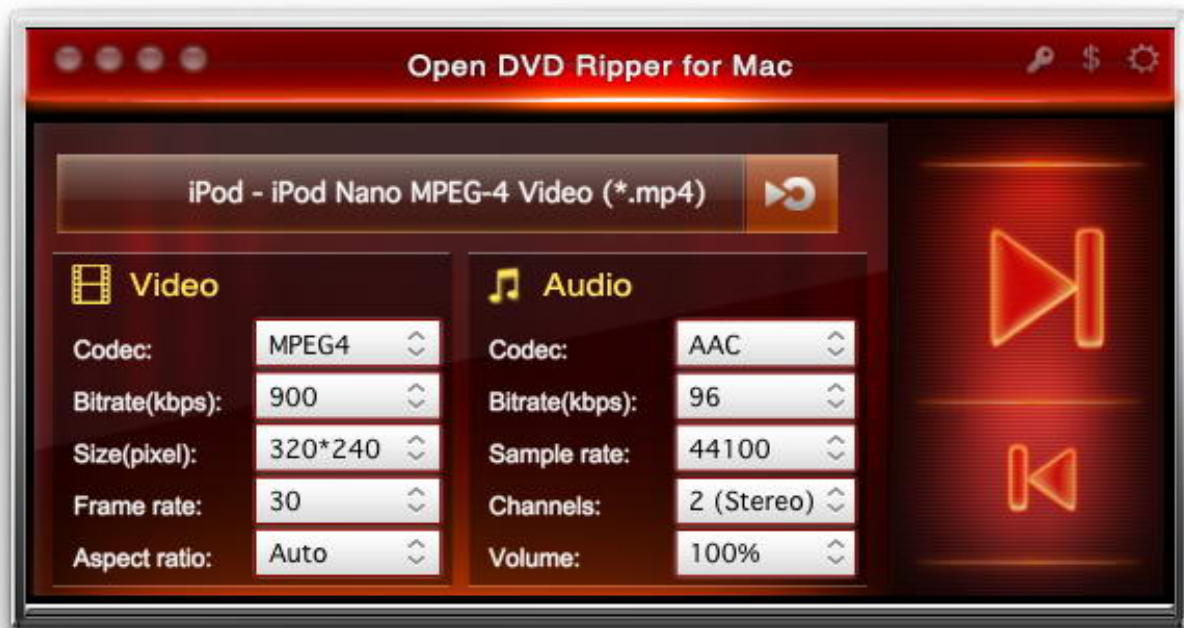 Open DVD Ripper for Mac
$
iPod - iPod Nano MPEG-4 Video (*.mp4)
Video
Codec: MPEG4
Bitrate(kbps): 900
Size(pixel): 320*240
Frame rate: 30
Aspect ratio: Auto
Audio
Codec: AAC
Bitrate(kbps): 96
Sample rate: 44100
Channels: 2 (Stereo)
Volume: 100%